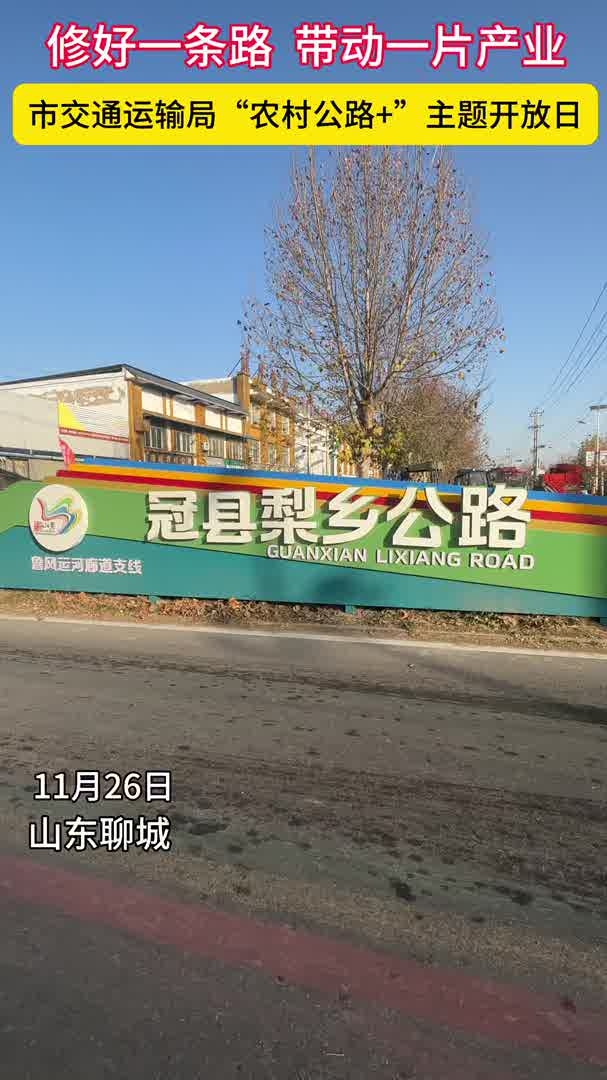 修好一条路 带动一片产业
市交通运输局“农村公路+”主题开放日
冠县梨乡公路
GUANXIAN LIXIANG ROAD
鲁风运河廊道支线
11月26日
山东聊城